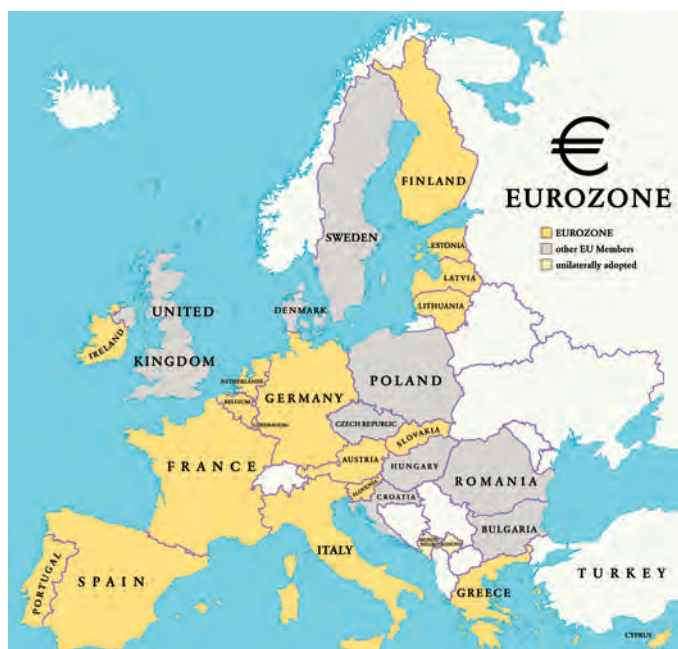 €
EUROZONE
EUROZONE
other EU Members
unilaterally adopted
FINLAND
SWEDEN
ESTONIA
LATVIA
LITHUANIA
DENMARK
UNITED
KINGDOM
IRELAND
NETHERLANDS
BELGIUM
LUXEMBOURG
GERMANY
POLAND
CZECH REPUBLIC
SLOVAKIA
FRANCE
AUSTRIA
HUNGARY
SLOVENIA
CROATIA
ROMANIA
BULGARIA
ITALY
PORTUGAL
SPAIN
GREECE
TURKEY
CYPRUS